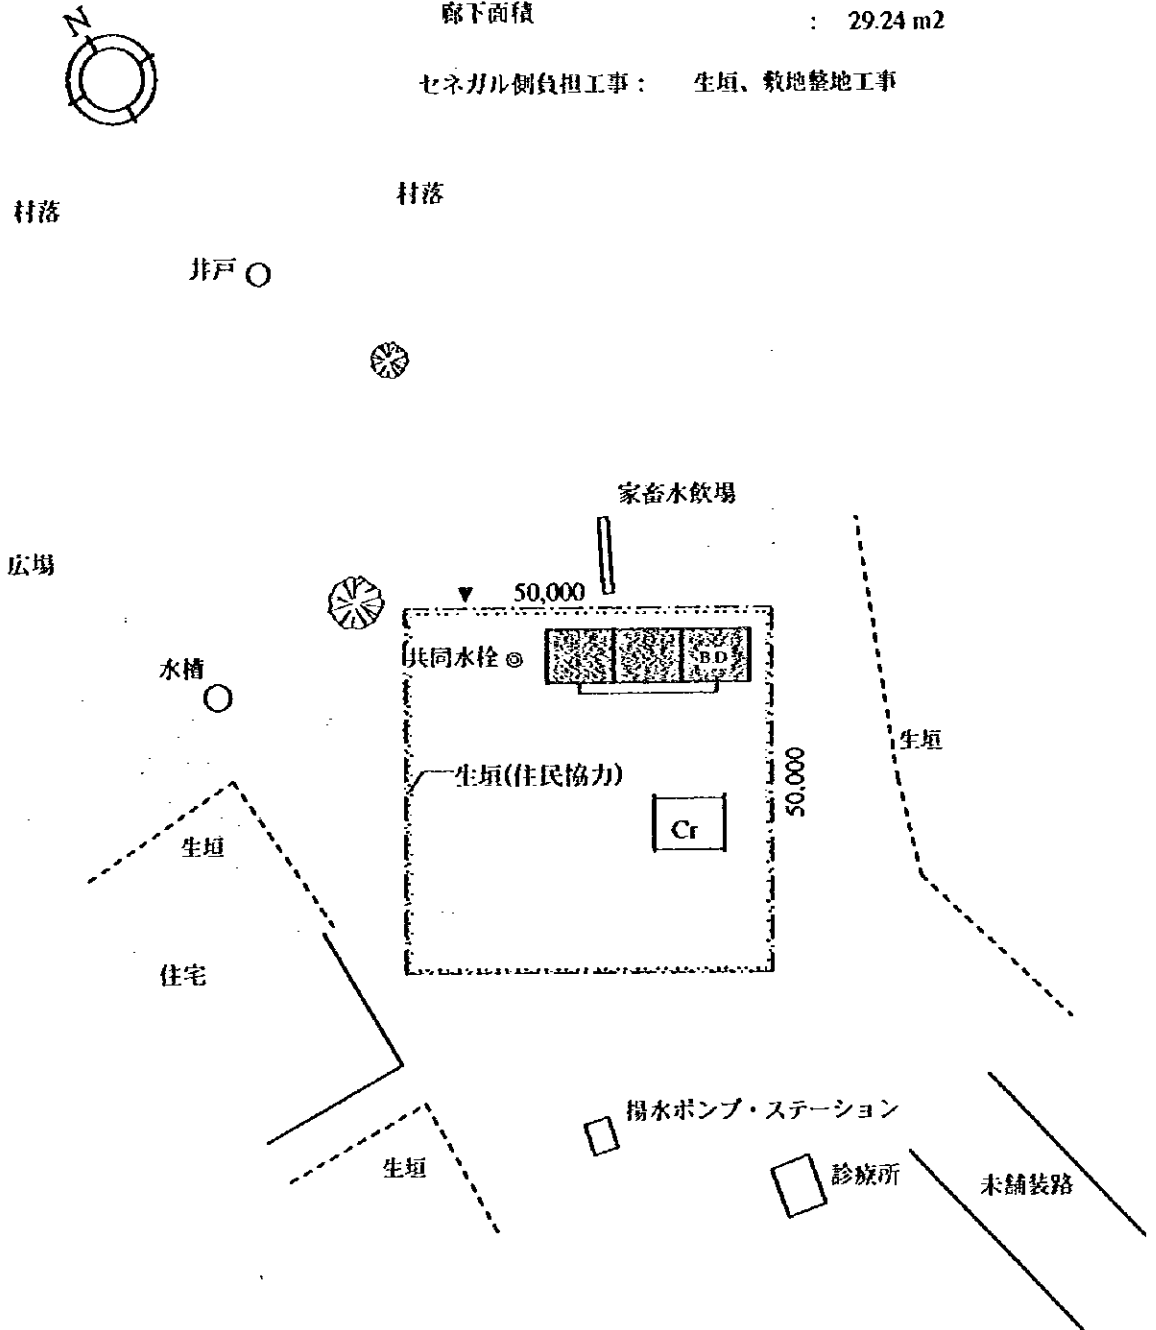 N
廊下面積 : 29.24 m2
セネガル側負担工事: 生垣、敷地整地工事
村落
村落
井戸
家畜水飲場
広場
50,000
共同水栓
B.D
水槽
生垣
生垣(住民協力)
50,000
Cr
生垣
住宅
揚水ポンプ・ステーション
生垣
診療所
未舗装路